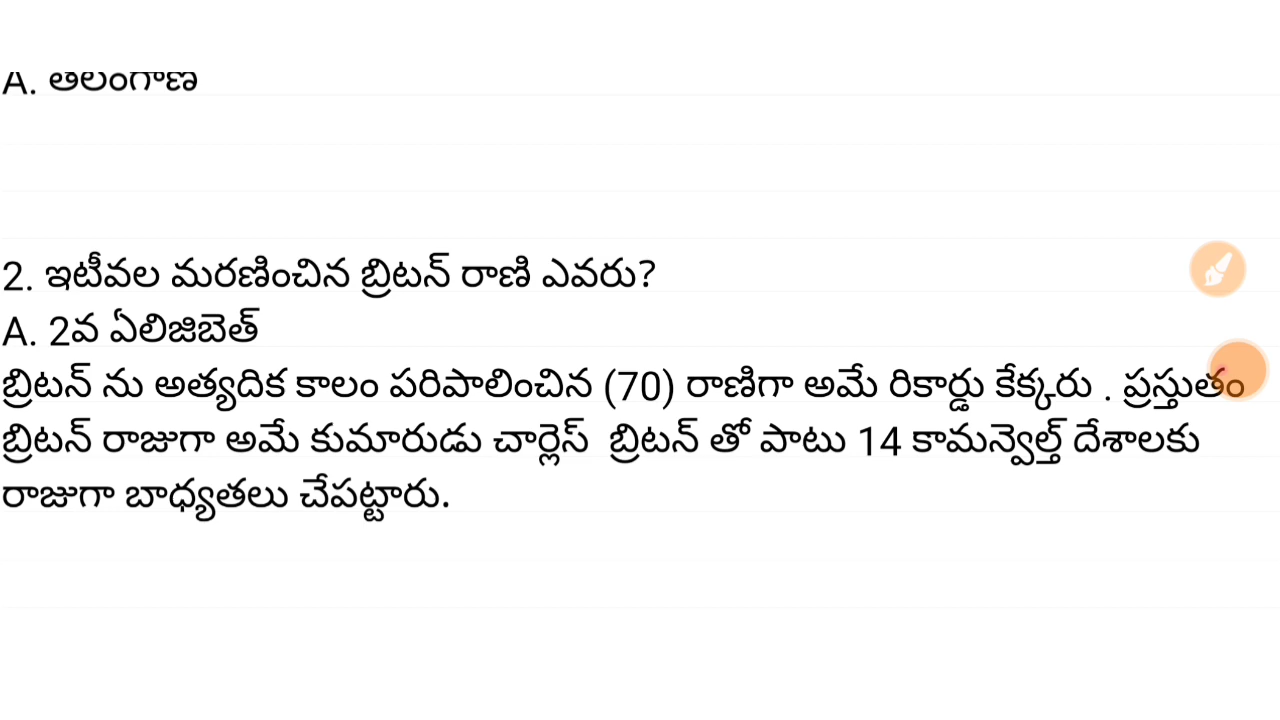 A. తెలంగాణ
2. ఇటీవల మరణించిన బ్రిటన్ రాణి ఎవరు?
A. 2వ ఏలిజిబెత్
బ్రిటన్ ను అత్యదిక కాలం పరిపాలించిన (70) రాణిగా అమే రికార్డు కేక్కరు . ప్రస్తుతం
బ్రిటన్ రాజుగా అమే కుమారుడు చార్లెస్  బ్రిటన్ తో పాటు 14 కామన్వెల్త్ దేశాలకు
రాజుగా బాధ్యతలు చేపట్టారు.